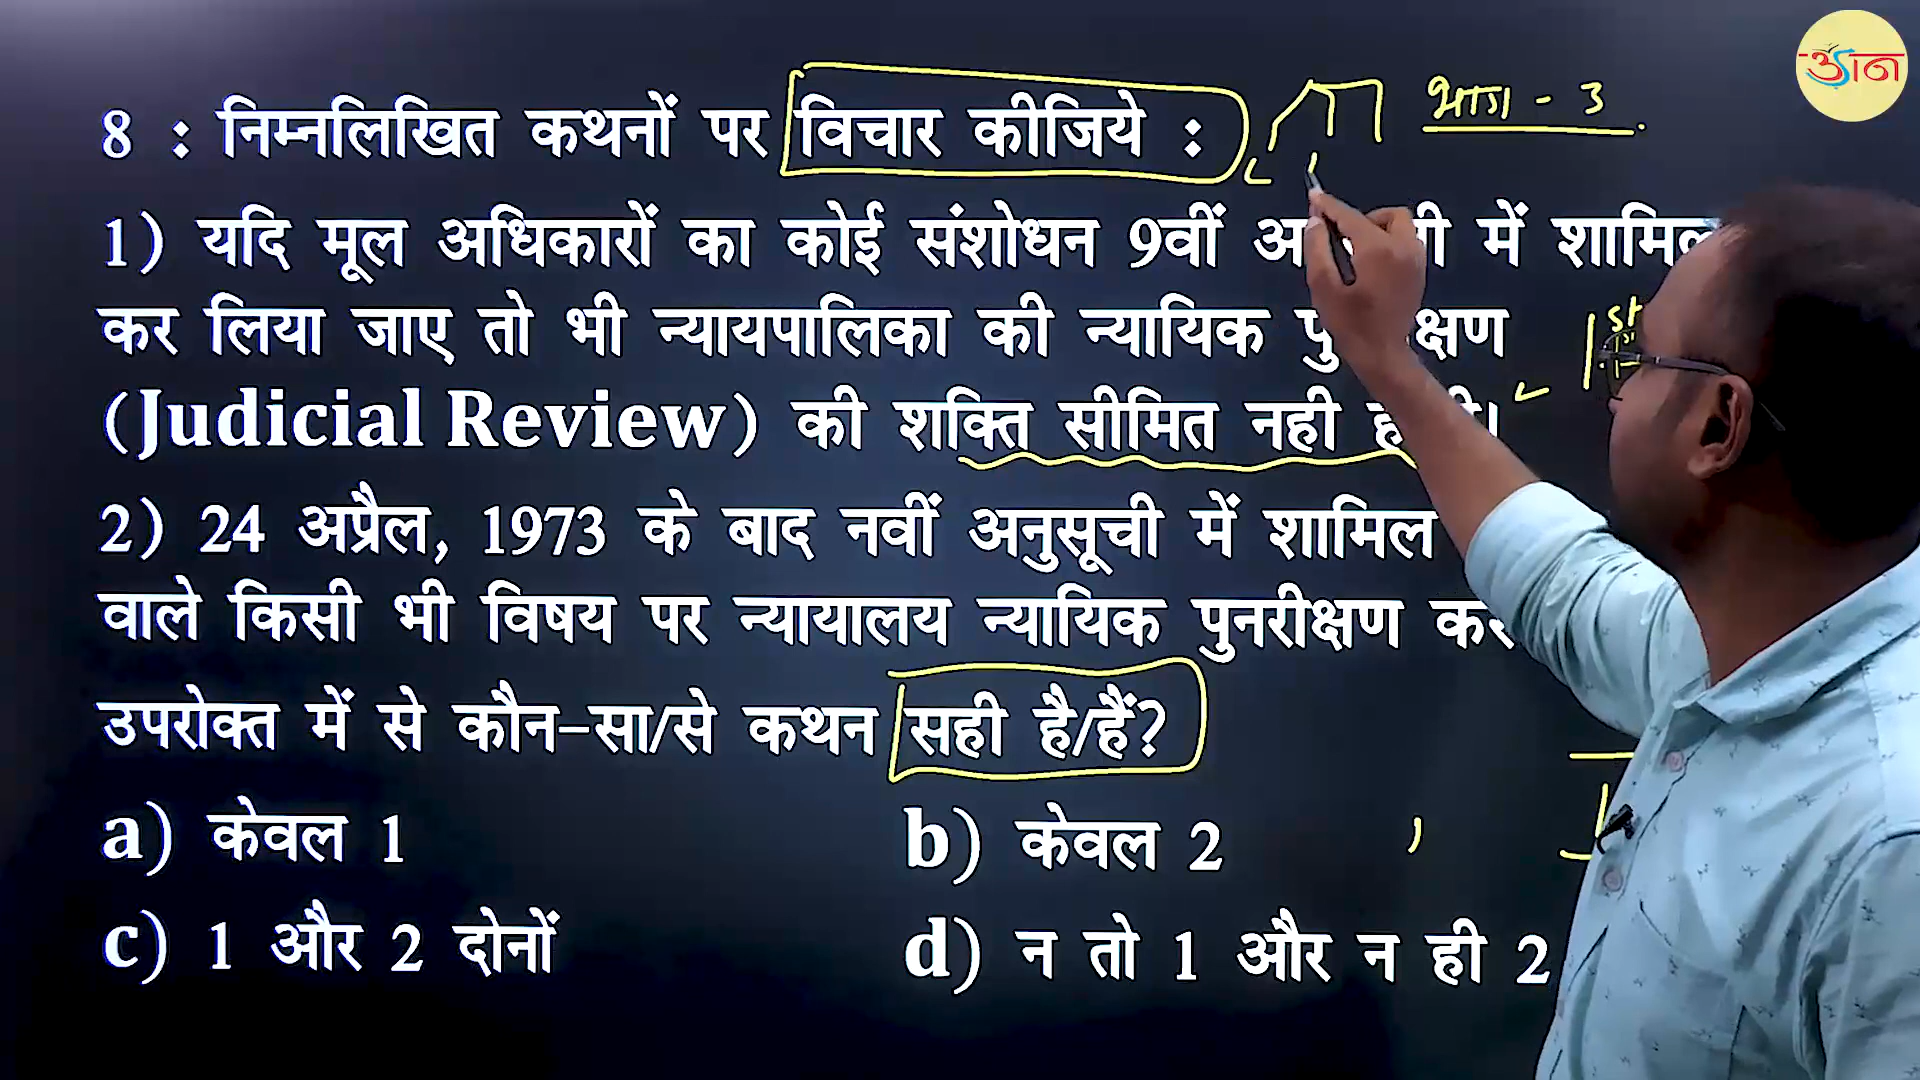 उड़ान
भाग - 3
8 : निम्नलिखित कथनों पर विचार कीजिये :
1) यदि मूल अधिकारों का कोई संशोधन 9वीं में शामिल
कर लिया जाए तो भी न्यायपालिका की न्यायिक
(Judicial Review) की शक्ति सीमित नही
2) 24 अप्रैल, 1973 के बाद नवीं अनुसूची में शामिल
वाले किसी भी विषय पर न्यायालय न्यायिक पुनरीक्षण
उपरोक्त में से कौन-सा/से कथन सही है/हैं?
a) केवल 1
b) केवल 2
c) 1 और 2 दोनों
d) न तो 1 और न ही 2